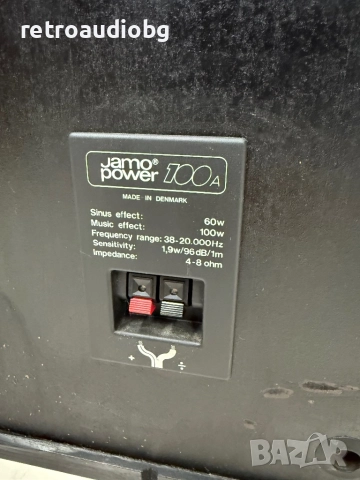 retroaudiobg
Jamo®
power 100A
MADE IN DENMARK
Sinus effect: 60w
Music effect: 100w
Frequency range: 38-20.000Hz
Sensitivity: 1,9w/96dB/1m
Impedance: 4-8 ohm
+ ÷
BAZAR